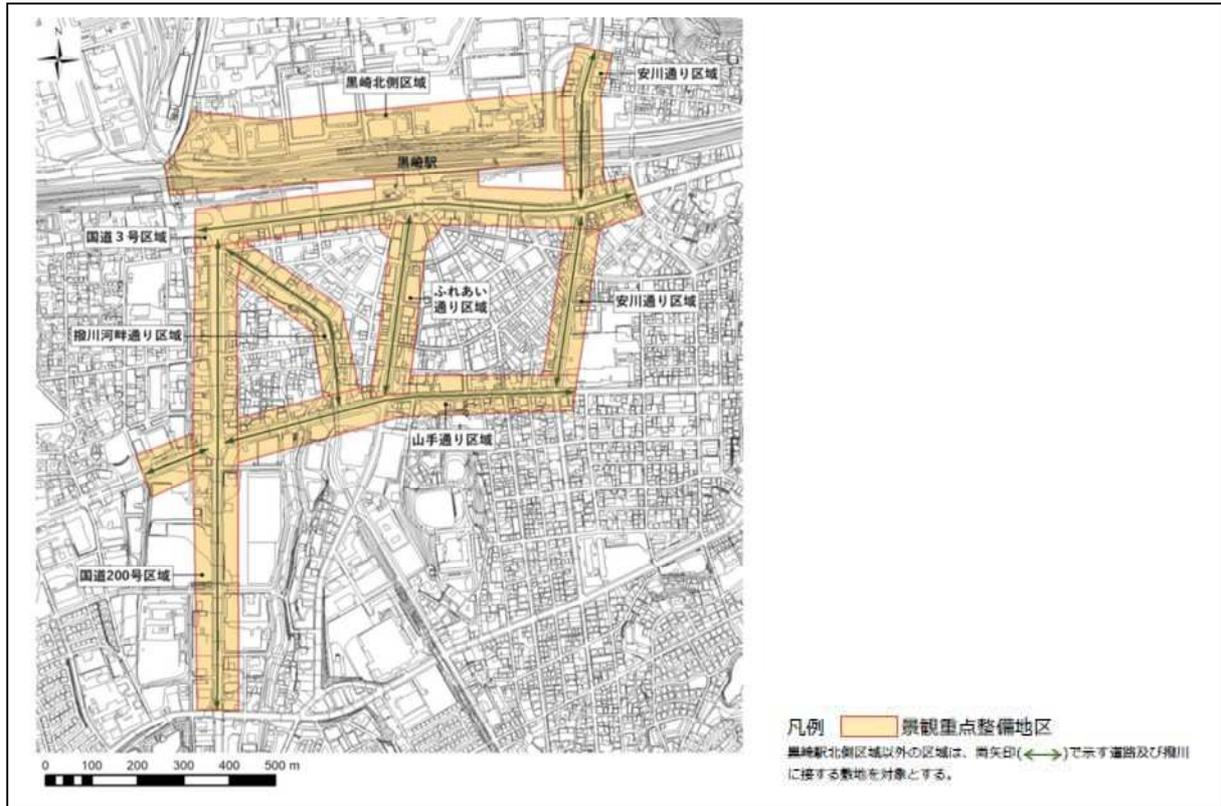 N
安川通り区域
黒崎北側区域
黒崎駅
国道3号区域
ふれあい
通り区域
安川通り区域
撥川河畔通り区域
山手通り区域
国道200号区域
0 100 200 300 400 500 m
凡例 景観重点整備地区
黒崎駅北側区域以外の区域は、両矢印(⟷)で示す道路及び撥川
に接する敷地を対象とする。